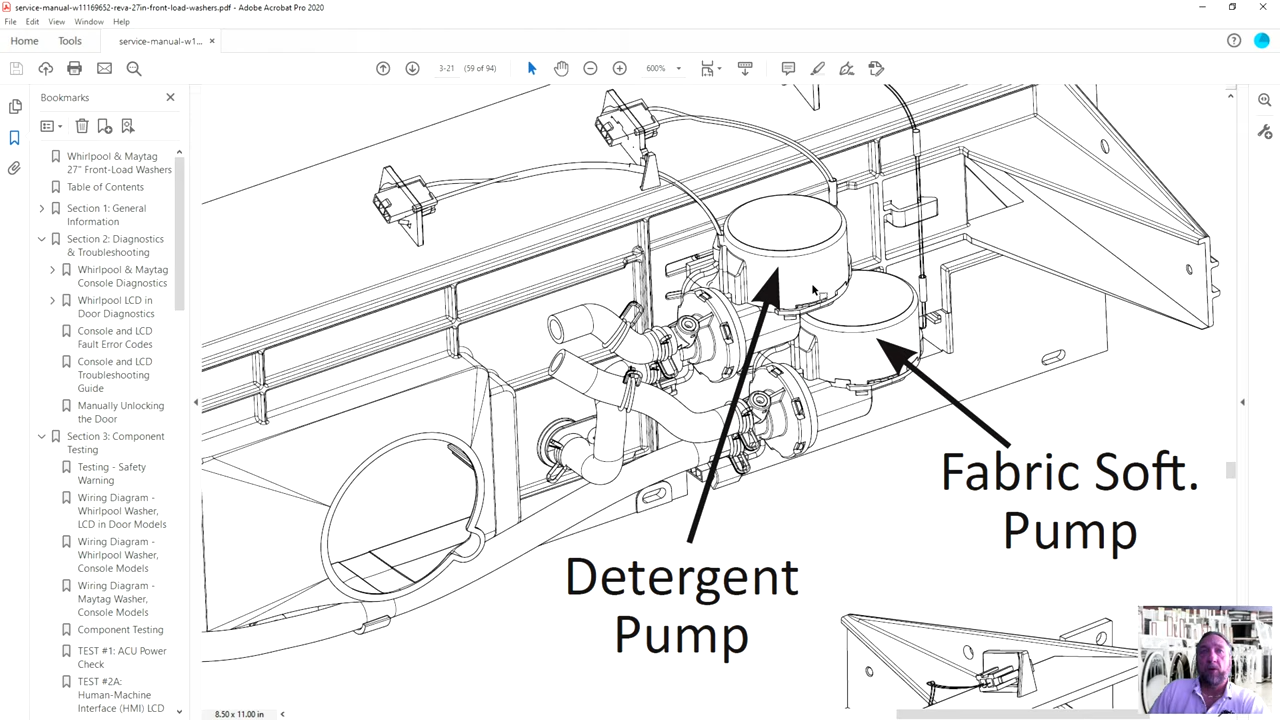 service-manual-w11169652-reva-27in-front-load-washers.pdf - Adobe Acrobat Pro 2020
File Edit View Window Help
Home Tools service-manual-w1... ×
3-21 (59 of 94) 600%
Bookmarks
Whirlpool & Maytag
27" Front-Load Washers
Table of Contents
Section 1: General
Information
Section 2: Diagnostics
& Troubleshooting
Whirlpool & Maytag
Console Diagnostics
Whirlpool LCD in
Door Diagnostics
Console and LCD
Fault Error Codes
Console and LCD
Troubleshooting
Guide
Manually Unlocking
the Door
Section 3: Component
Testing
Testing - Safety
Warning
Wiring Diagram -
Whirlpool Washer,
LCD in Door Models
Wiring Diagram -
Whirlpool Washer,
Console Models
Wiring Diagram -
Maytag Washer,
Console Models
Component Testing
TEST #1: ACU Power
Check
TEST #2A:
Human-Machine
Interface (HMI) LCD
Fabric Soft.
Pump
Detergent
Pump
8.50 x 11.00 in